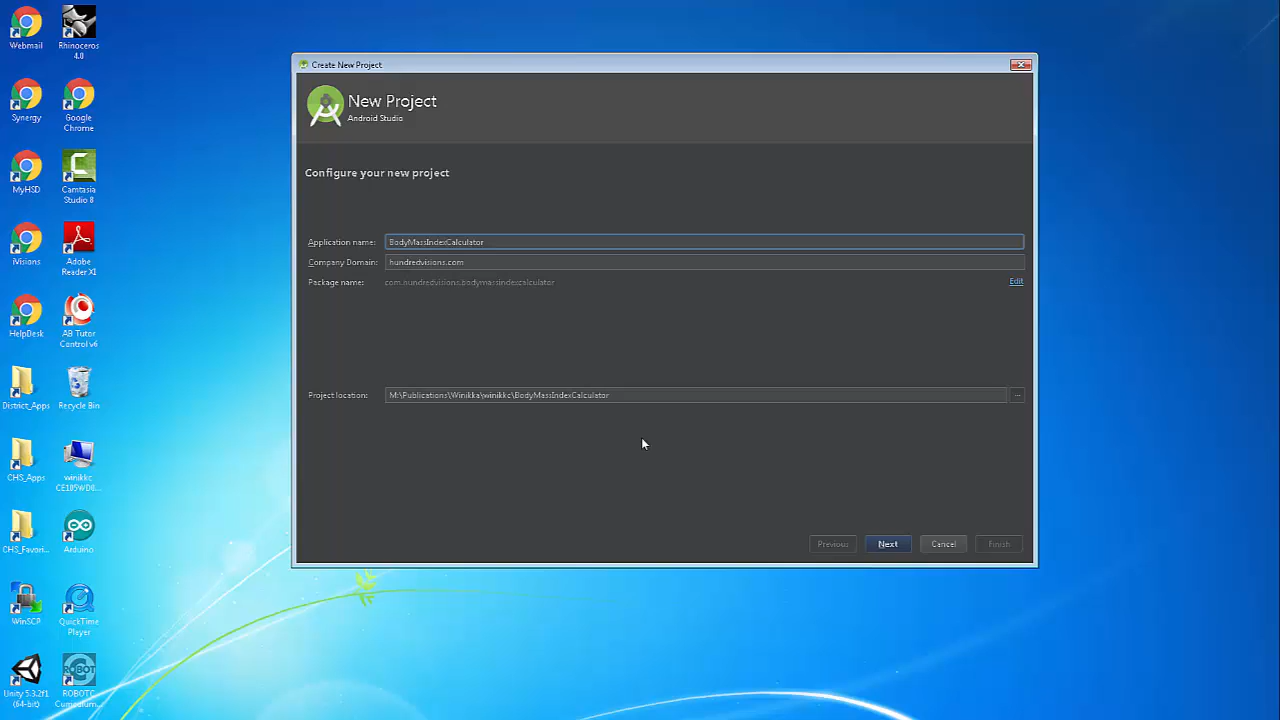 Webmail
Rhinoceros
4.0
Synergy
Google
Chrome
MyHSD
Camtasia
Studio 8
iVisions
Adobe
Reader XI
HelpDesk
AB Tutor
Control v6
District_Apps
Recycle Bin
CHS_Apps
winikkc
CE105WD0...
CHS_Favori...
Arduino
WinSCP
QuickTime
Player
Unity 5.3.2f1
(64-bit)
ROBOTC
Curriculum...
Create New Project
New Project
Android Studio
Configure your new project
Application name: BodyMassIndexCalculator
Company Domain: hundredvisions.com
Package name: com.hundredvisions.bodymassindexcalculator Edit
Project location: M:\Publications\Winikka\winikkc\BodyMassIndexCalculator ...
Previous Next Cancel Finish